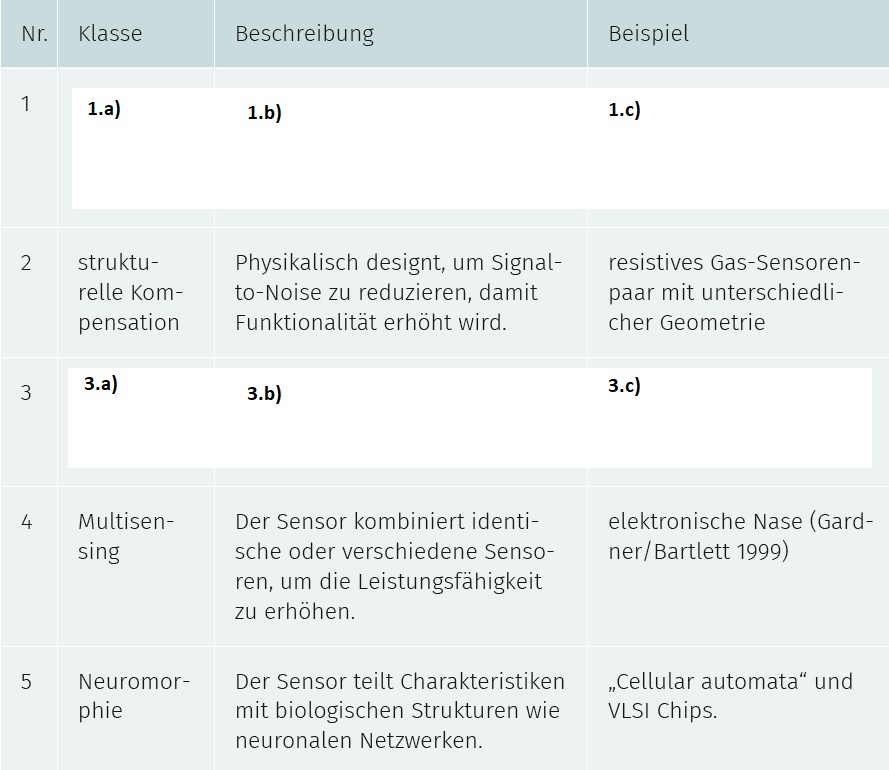 Nr. Klasse Beschreibung Beispiel
1 1.a) 1.b) 1.c)
2 struktu- Physikalisch designt, um Signal- resistives Gas-Sensoren-
relle Kom- to-Noise zu reduzieren, damit paar mit unterschiedli-
pensation Funktionalität erhöht wird. cher Geometrie
3 3.a) 3.b) 3.c)
4 Multisen- Der Sensor kombiniert identi- elektronische Nase (Gard-
sing sche oder verschiedene Senso- ner/Bartlett 1999)
ren, um die Leistungsfähigkeit
zu erhöhen.
5 Neuromor- Der Sensor teilt Charakteristiken „Cellular automata“ und
phie mit biologischen Strukturen wie VLSI Chips.
neuronalen Netzwerken.